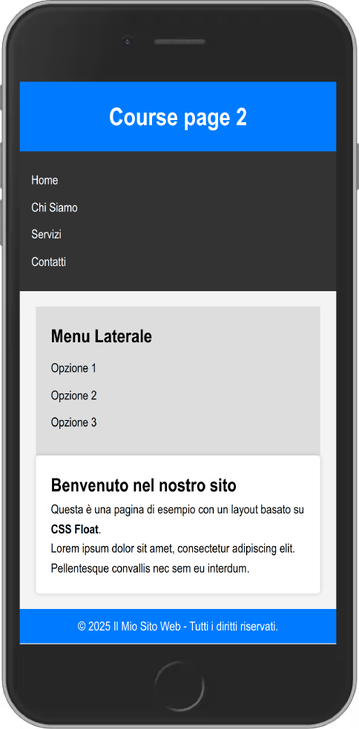 Course page 2
Home
Chi Siamo
Servizi
Contatti
Menu Laterale
Opzione 1
Opzione 2
Opzione 3
Benvenuto nel nostro sito
Questa è una pagina di esempio con un layout basato su
CSS Float.
Lorem ipsum dolor sit amet, consectetur adipiscing elit.
Pellentesque convallis nec sem eu interdum.
© 2025 Il Mio Sito Web - Tutti i diritti riservati.